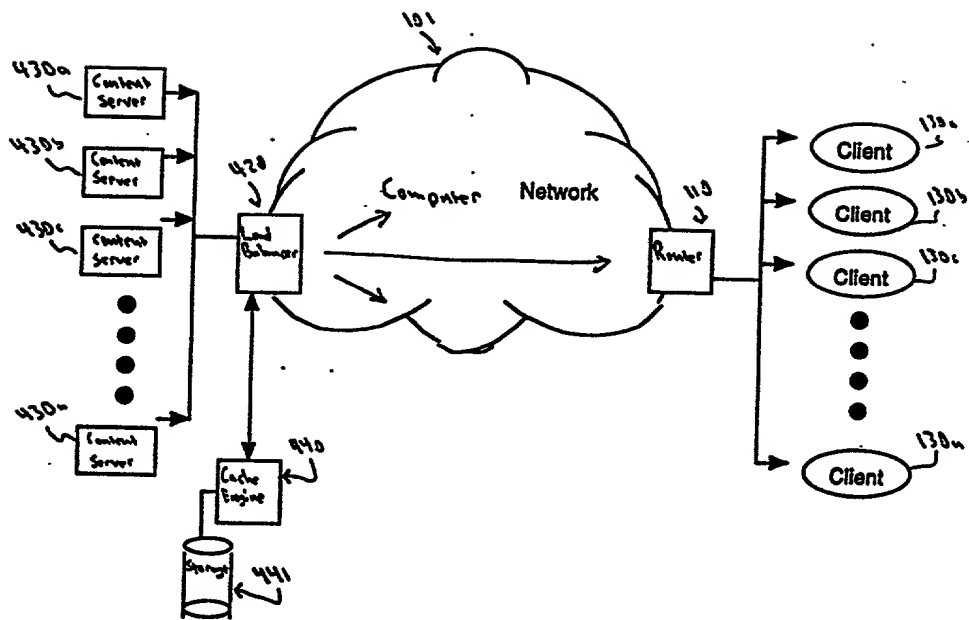 101
430a
Content
Server
430b
Content
Server
430c
Content
Server
430n
Content
Server
420
Load
Balancer
Computer Network
110
Router
130a
Client
130b
Client
130c
Client
130n
Client
440
Cache
Engine
Storage
441